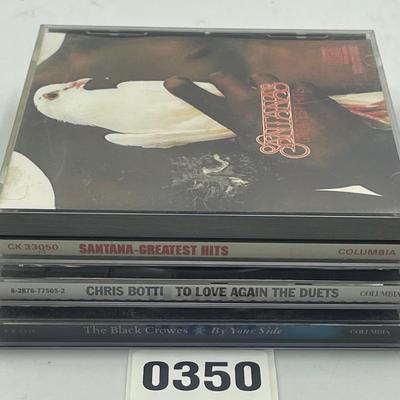 SANTANA'S
GREATEST HITS
CK 33050 SANTANA-GREATEST HITS COLUMBIA
8-2876-77505-2 CHRIS BOTTI TO LOVE AGAIN THE DUETS COLUMBIA
The Black Crowes By Your Side COLUMBIA
0350